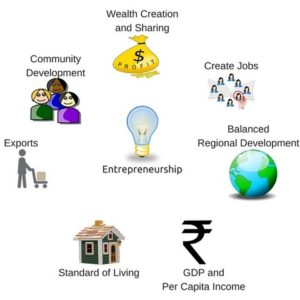 Wealth Creation
and Sharing
$
PROFIT
Community
Development
Create Jobs
Exports
Entrepreneurship
Balanced
Regional Development
₹
Standard of Living
GDP and
Per Capita Income